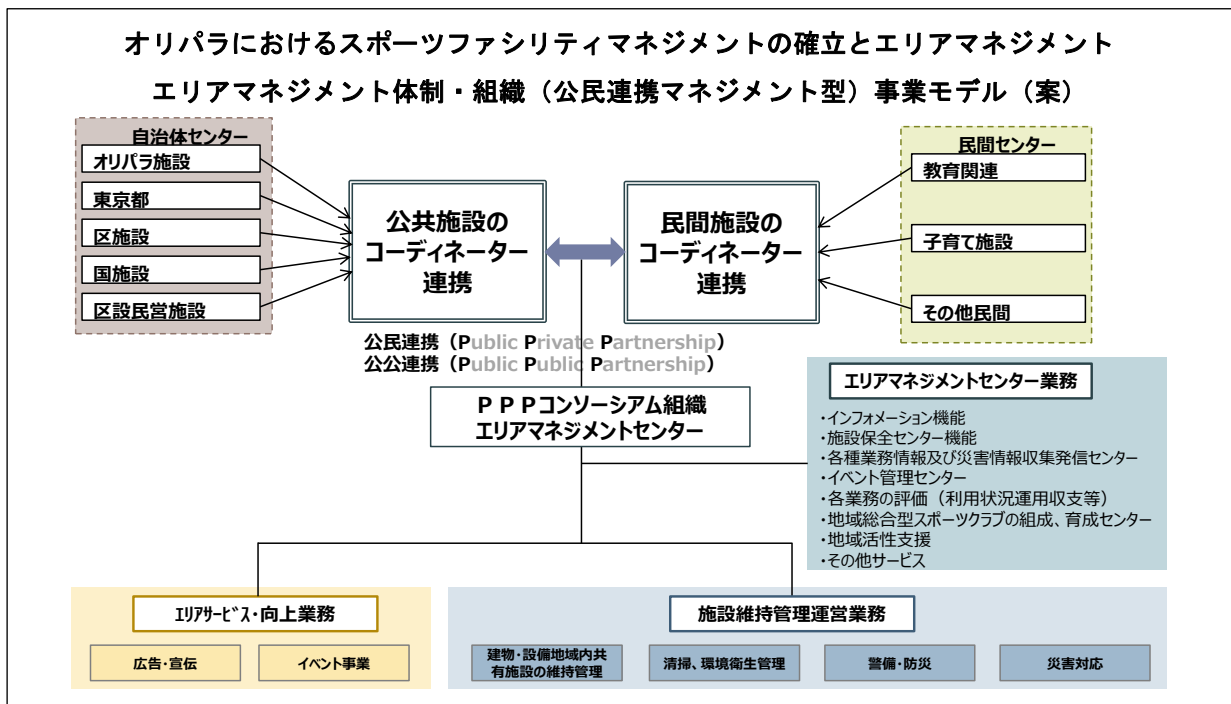 オリパラにおけるスポーツファシリティマネジメントの確立とエリアマネジメント
エリアマネジメント体制・組織（公民連携マネジメント型）事業モデル（案）
自治体センター
オリパラ施設
東京都
区施設
国施設
区設民営施設
公共施設の
コーディネーター
連携
民間施設の
コーディネーター
連携
民間センター
教育関連
子育て施設
その他民間
公民連携（Public Private Partnership）
公公連携（Public Public Partnership）
ＰＰＰコンソーシアム組織
エリアマネジメントセンター
エリアマネジメントセンター業務
・インフォメーション機能
・施設保全センター機能
・各種業務情報及び災害情報収集発信センター
・イベント管理センター
・各業務の評価（利用状況運用収支等）
・地域総合型スポーツクラブの組成、育成センター
・地域活性支援
・その他サービス
ｴﾘｱｻｰﾋﾞｽ・向上業務
広告・宣伝
イベント事業
施設維持管理運営業務
建物・設備地域内共
有施設の維持管理
清掃、環境衛生管理
警備・防災
災害対応